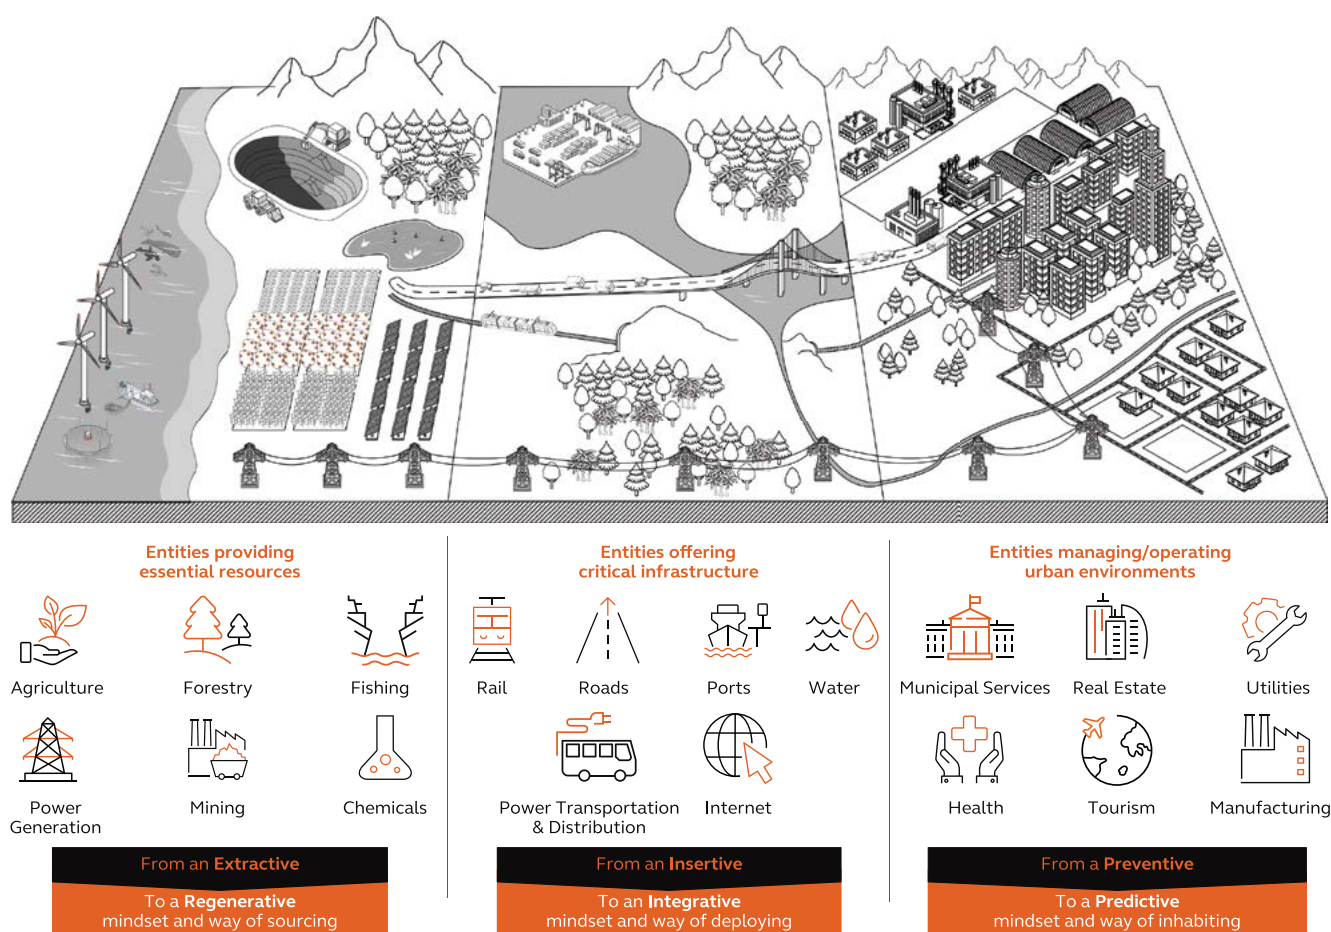 Entities providing
essential resources
Agriculture
Forestry
Fishing
Power
Generation
Mining
Chemicals
From an Extractive
To a Regenerative
mindset and way of sourcing
Entities offering
critical infrastructure
Rail
Roads
Ports
Water
Power Transportation
& Distribution
Internet
From an Insertive
To an Integrative
mindset and way of deploying
Entities managing/operating
urban environments
Municipal Services
Real Estate
Utilities
Health
Tourism
Manufacturing
From a Preventive
To a Predictive
mindset and way of inhabiting